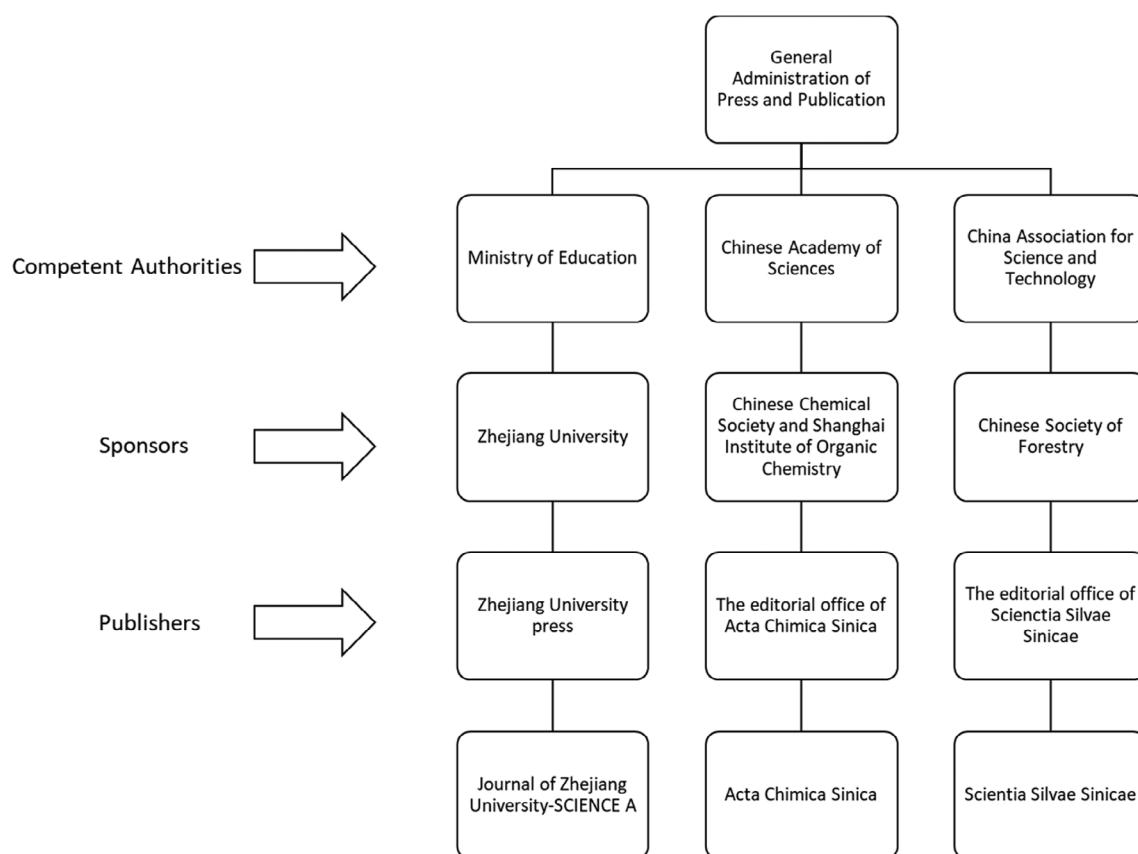 General
Administration of
Press and Publication
Competent Authorities
Ministry of Education
Chinese Academy of
Sciences
China Association for
Science and
Technology
Sponsors
Zhejiang University
Chinese Chemical
Society and Shanghai
Institute of Organic
Chemistry
Chinese Society of
Forestry
Publishers
Zhejiang University
press
The editorial office of
Acta Chimica Sinica
The editorial office of
Scienctia Silvae
Sinicae
Journal of Zhejiang
University-SCIENCE A
Acta Chimica Sinica
Scientia Silvae Sinicae